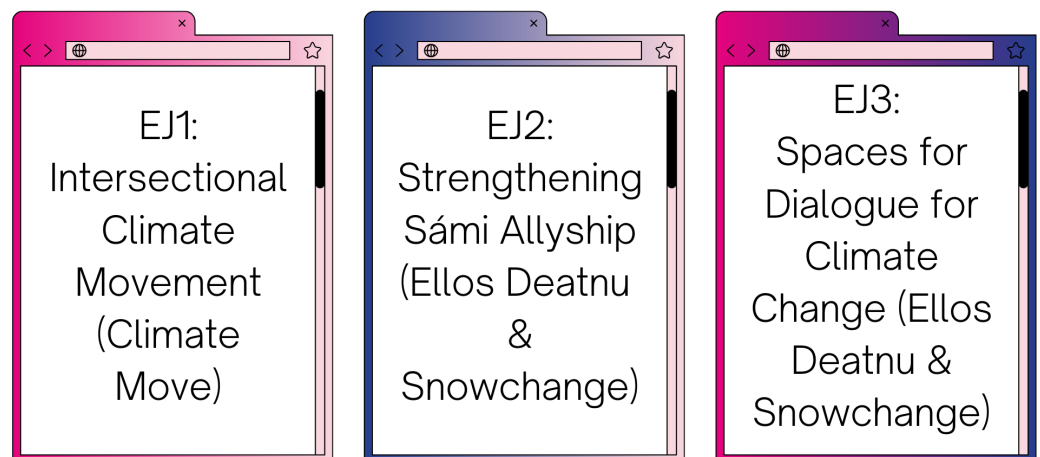 EJ1:
Intersectional
Climate
Movement
(Climate
Move)
EJ2:
Strengthening
Sámi Allyship
(Ellos Deatnu
&
Snowchange)
EJ3:
Spaces for
Dialogue for
Climate
Change (Ellos
Deatnu &
Snowchange)